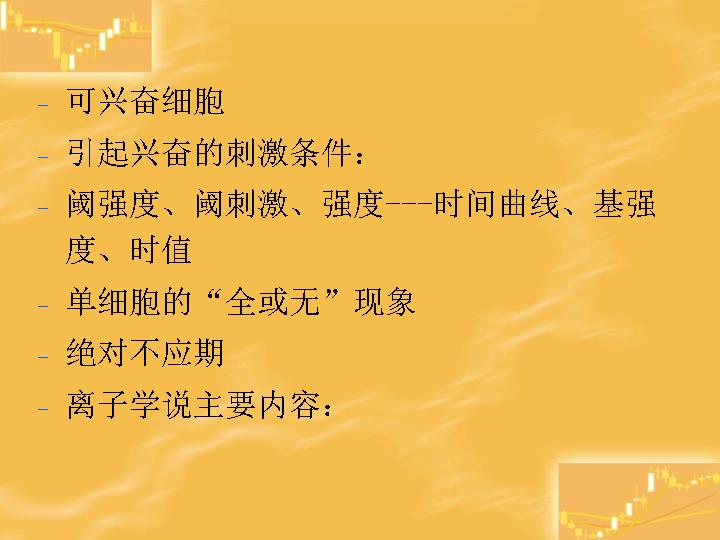 – 可兴奋细胞
– 引起兴奋的刺激条件：
– 阈强度、阈刺激、强度---时间曲线、基强
度、时值
– 单细胞的“全或无”现象
– 绝对不应期
– 离子学说主要内容：